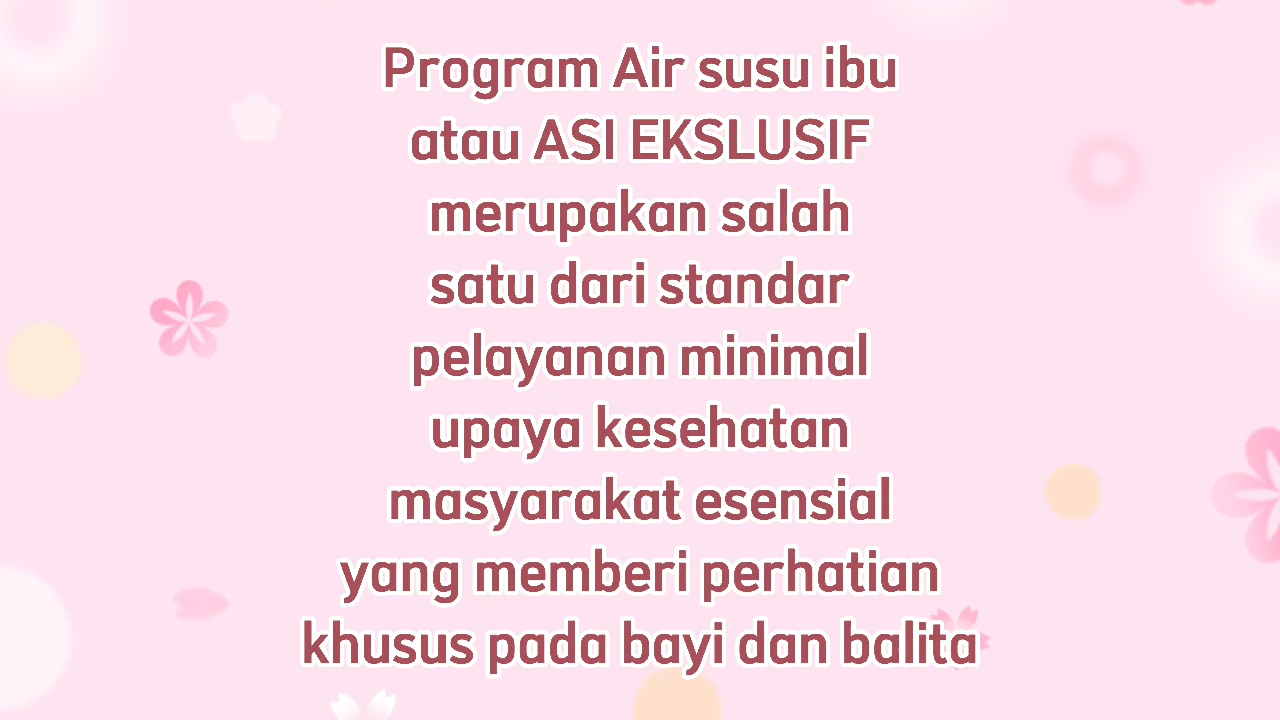 Program Air susu ibu
atau ASI EKSLUSIF
merupakan salah
satu dari standar
pelayanan minimal
upaya kesehatan
masyarakat esensial
yang memberi perhatian
khusus pada bayi dan balita